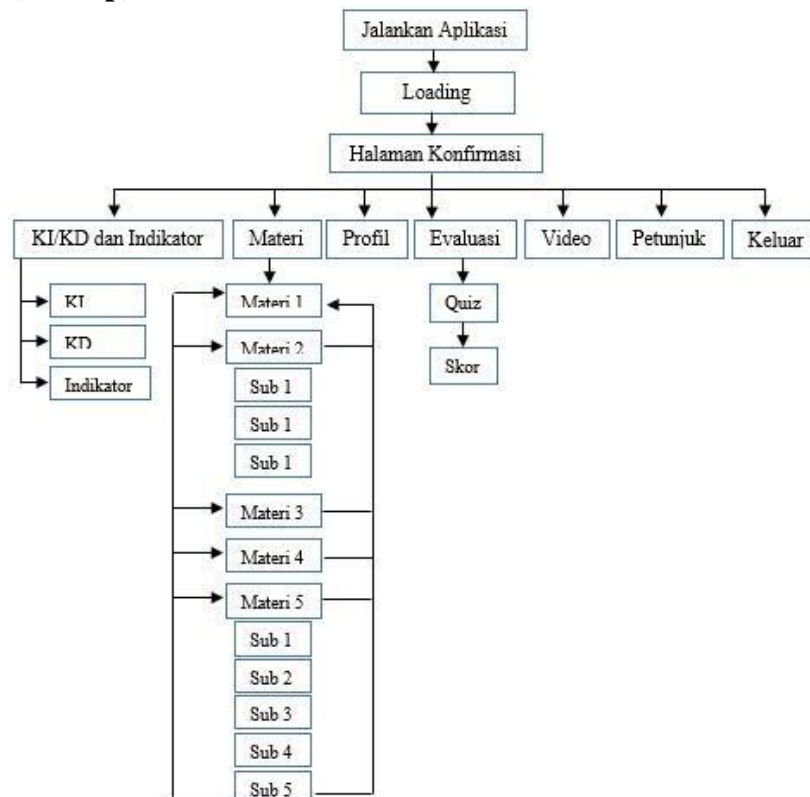 Jalankan Aplikasi
Loading
Halaman Konfirmasi
KI/KD dan Indikator
Materi
Profil
Evaluasi
Video
Petunjuk
Keluar
KI
KD
Indikator
Materi 1
Materi 2
Sub 1
Sub 1
Sub 1
Materi 3
Materi 4
Materi 5
Sub 1
Sub 2
Sub 3
Sub 4
Sub 5
Quiz
Skor